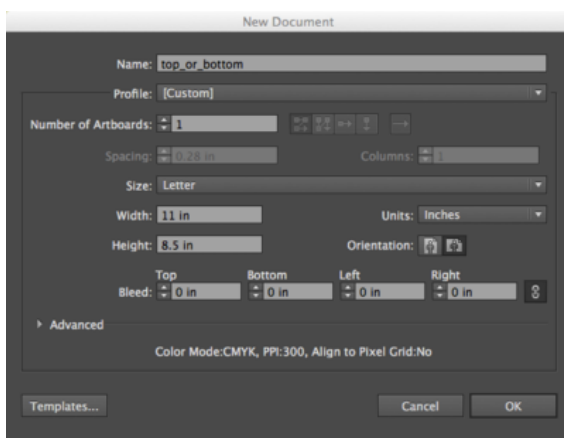 New Document
Name: top_or_bottom
Profile: [Custom]
Number of Artboards: 1
Spacing: 0.28 in Columns: 1
Size: Letter
Width: 11 in Units: Inches
Height: 8.5 in Orientation:
Top Bottom Left Right
Bleed: 0 in 0 in 0 in 0 in
Advanced
Color Mode:CMYK, PPI:300, Align to Pixel Grid:No
Templates... Cancel OK